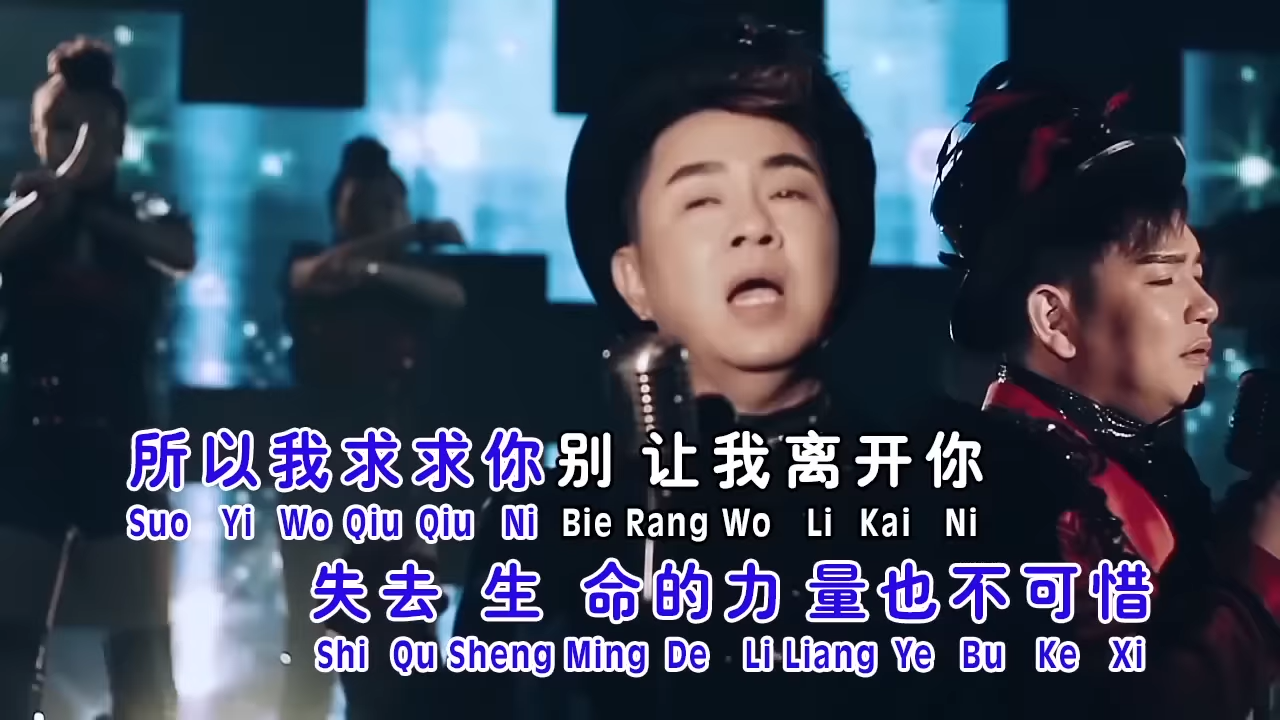 所以我求求你别 让我离开你
Suo Yi Wo Qiu Qiu Ni Bie Rang Wo Li Kai Ni
失去 生 命的力 量也不可惜
Shi Qu Sheng Ming De Li Liang Ye Bu Ke Xi